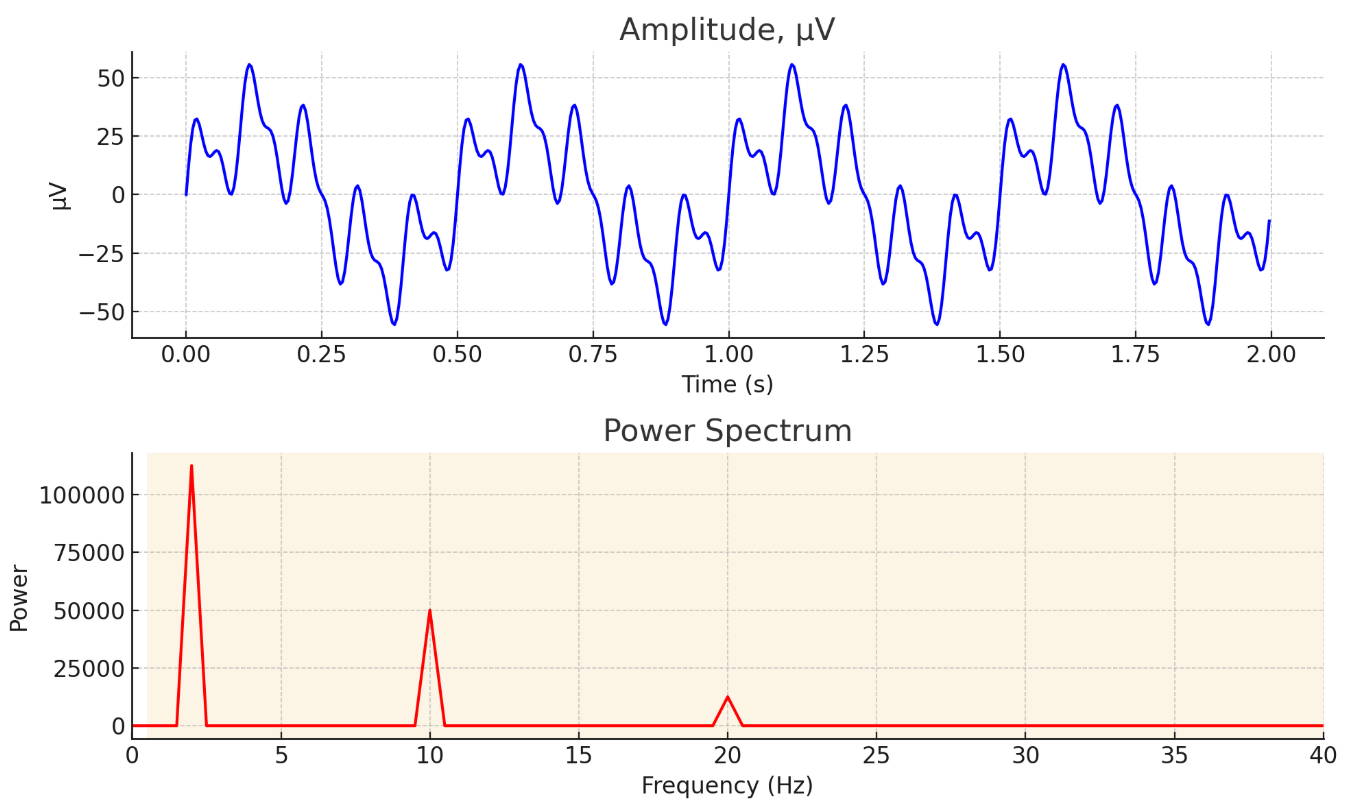 Amplitude, μV
50
25
0
−25
−50
μV
0.00 0.25 0.50 0.75 1.00 1.25 1.50 1.75 2.00
Time (s)
Power Spectrum
100000
75000
50000
25000
0
Power
0 5 10 15 20 25 30 35 40
Frequency (Hz)